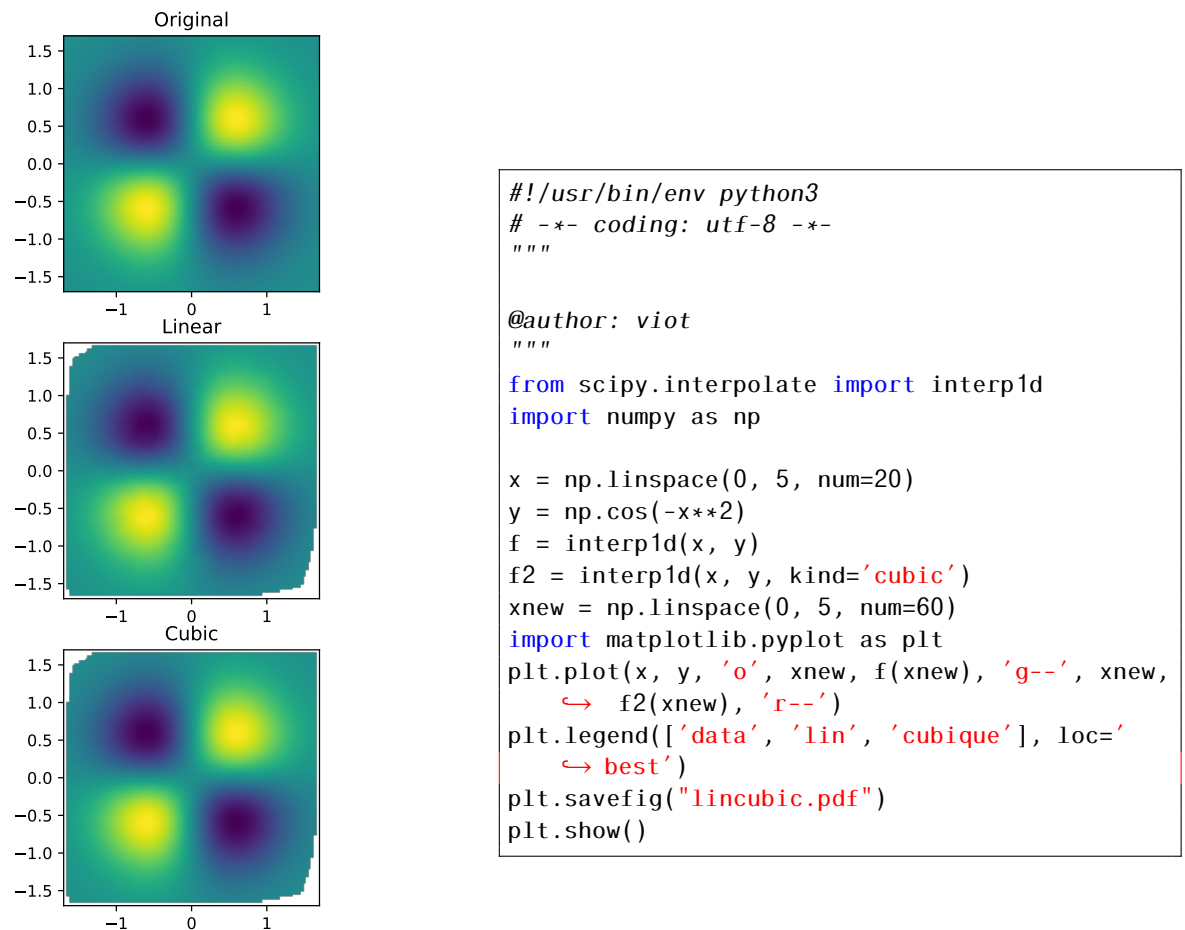 Original
1.5
1.0
0.5
0.0
−0.5
−1.0
−1.5
−1 0 1
Linear
1.5
1.0
0.5
0.0
−0.5
−1.0
−1.5
−1 0 1
Cubic
1.5
1.0
0.5
0.0
−0.5
−1.0
−1.5
−1 0 1
#!/usr/bin/env python3
# -*- coding: utf-8 -*-
"""
@author: viot
"""
from scipy.interpolate import interp1d
import numpy as np
x = np.linspace(0, 5, num=20)
y = np.cos(-x**2)
f = interp1d(x, y)
f2 = interp1d(x, y, kind='cubic')
xnew = np.linspace(0, 5, num=60)
import matplotlib.pyplot as plt
plt.plot(x, y, 'o', xnew, f(xnew), 'g--', xnew,
↪ f2(xnew), 'r--')
plt.legend(['data', 'lin', 'cubique'], loc='
↪ best')
plt.savefig("lincubic.pdf")
plt.show()